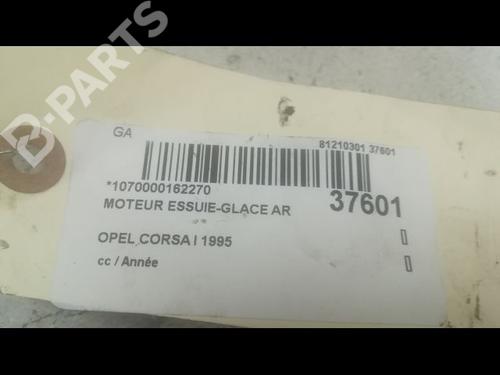 B-PARTS
GA
81210301 37601
*1070000162270
MOTEUR ESSUIE-GLACE AR
37601
OPEL CORSA I 1995
cc / Année